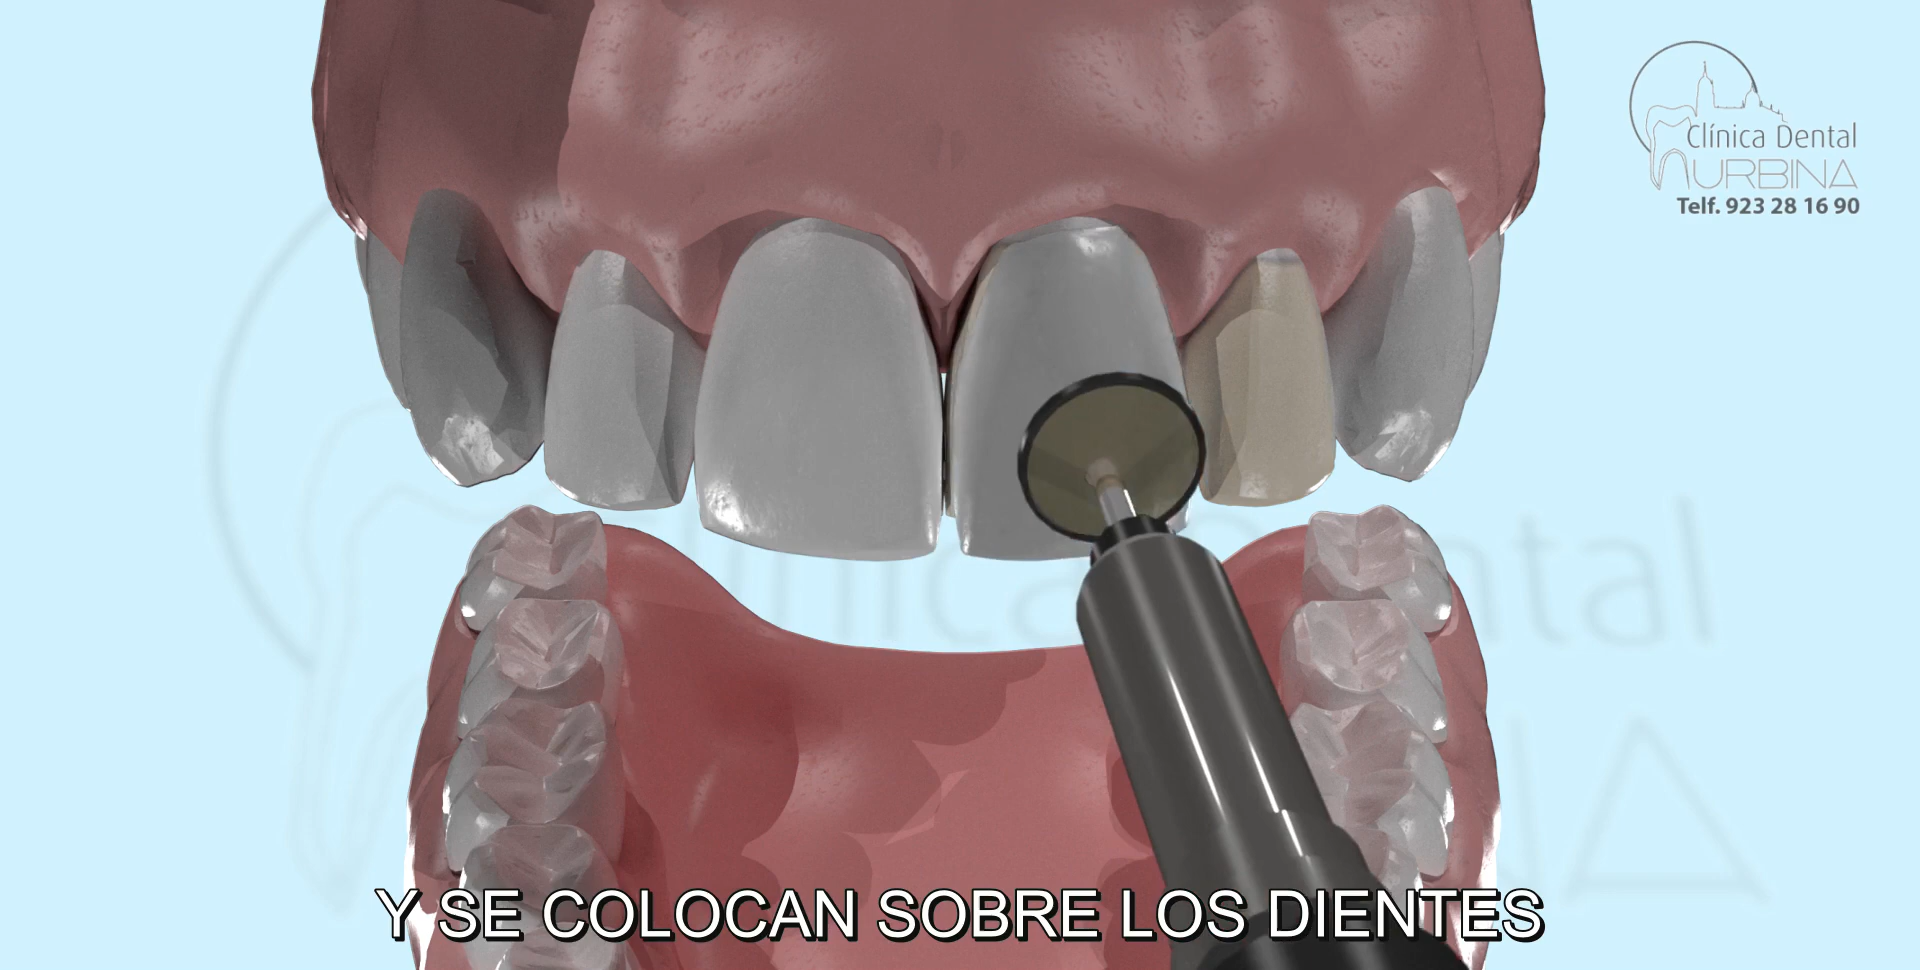 Clínica Dental
URBINA
Telf. 923 28 16 90
Y SE COLOCAN SOBRE LOS DIENTES